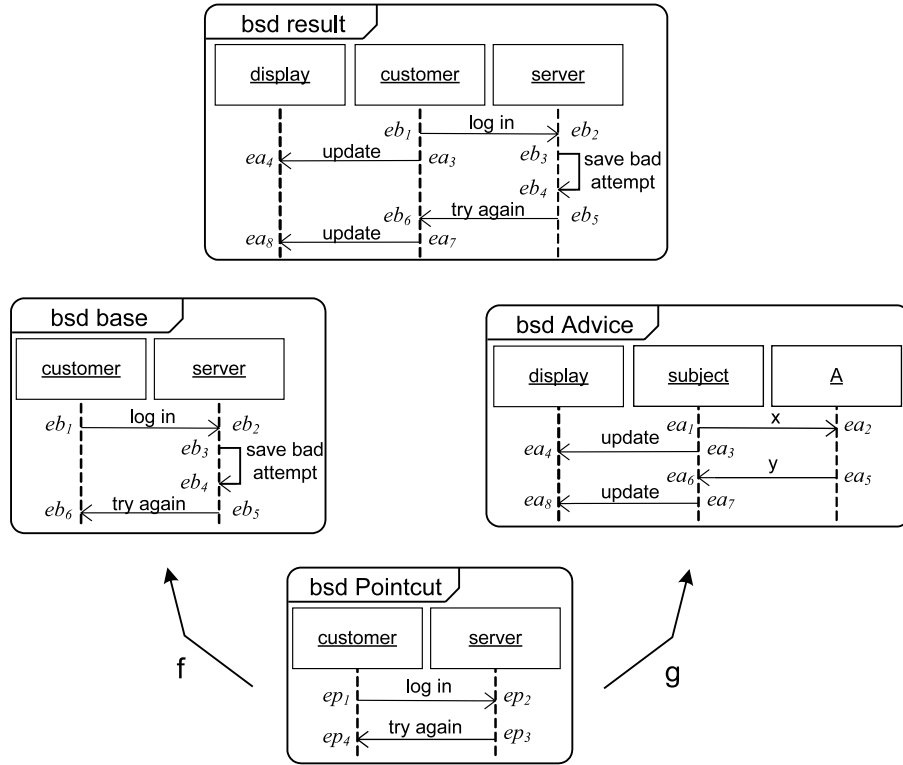 bsd result
display customer server
eb1 log in eb2
ea4 update ea3 eb3 save bad
eb4 attempt
eb6 try again eb5
ea8 update ea7
bsd base
customer server
eb1 log in eb2
eb3 save bad
eb4 attempt
eb6 try again eb5
bsd Advice
display subject A
ea1 x ea2
ea4 update ea3
ea6 y ea5
ea8 update ea7
f
g
bsd Pointcut
customer server
ep1 log in ep2
ep4 try again ep3